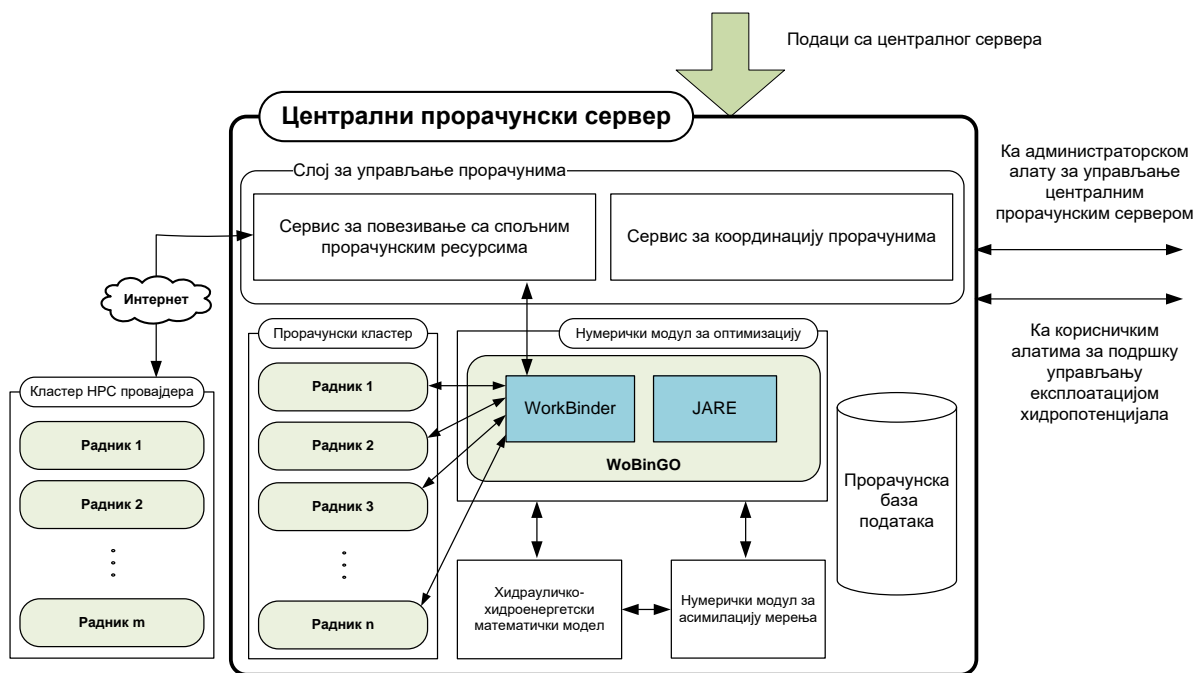 Подаци са централног сервера
Централни прорачунски сервер
Слој за управљање прорачунима
Сервис за повезивање са спољним
прорачунским ресурсима
Сервис за координацију прорачунима
Ка администраторском
алату за управљање
централним
прорачунским сервером
Интернет
Ка корисничким
алатима за подршку
управљању
експлоатацијом
хидропотенцијала
Кластер HPC провајдера
Радник 1
Радник 2
Радник m
Прорачунски кластер
Радник 1
Радник 2
Радник 3
Радник n
Нумерички модул за оптимизацију
WorkBinder
JARE
WoBinGO
Хидрауличко-
хидроенергетски
математички модел
Нумерички модул за
асимилацију мерења
Прорачунска
база
података